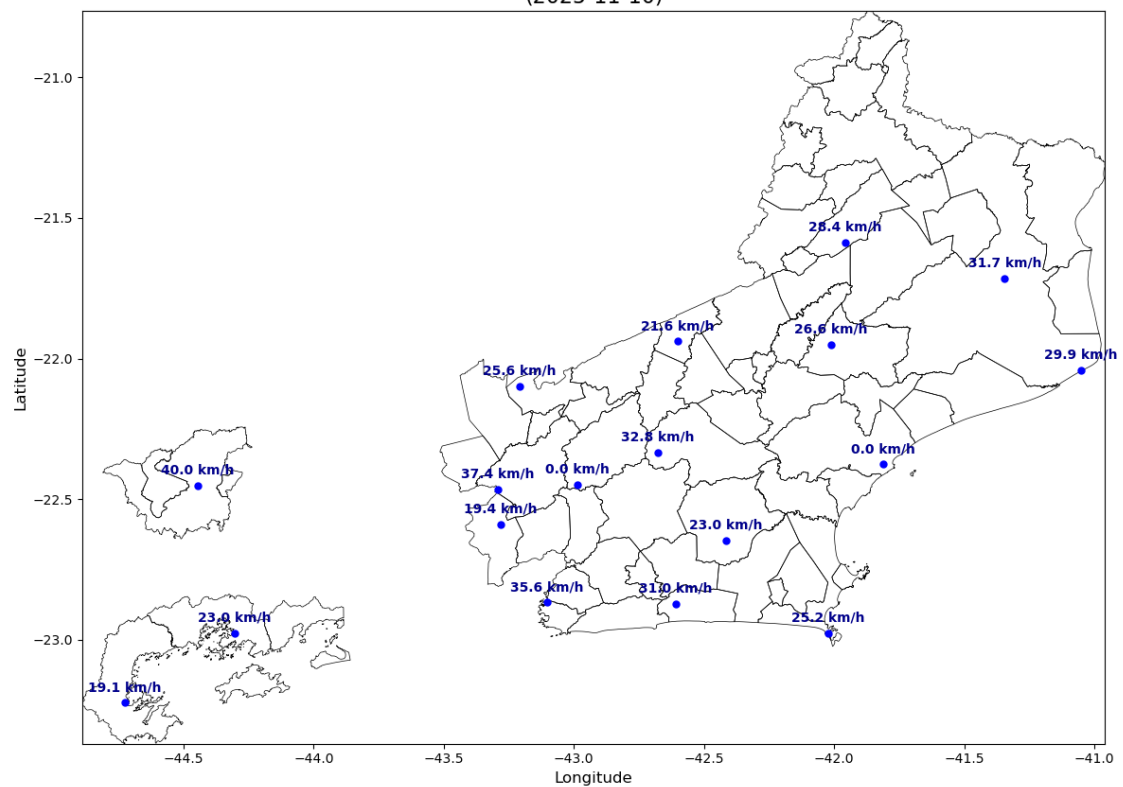 −21.0
−21.5
28.4 km/h
31.7 km/h
21.6 km/h
26.6 km/h
−22.0
29.9 km/h
25.6 km/h
Latitude
32.8 km/h
0.0 km/h
40.0 km/h
37.4 km/h
0.0 km/h
−22.5
19.4 km/h
23.0 km/h
35.6 km/h
31.0 km/h
23.0 km/h
25.2 km/h
−23.0
19.1 km/h
−44.5 −44.0 −43.5 −43.0 −42.5 −42.0 −41.5 −41.0
Longitude